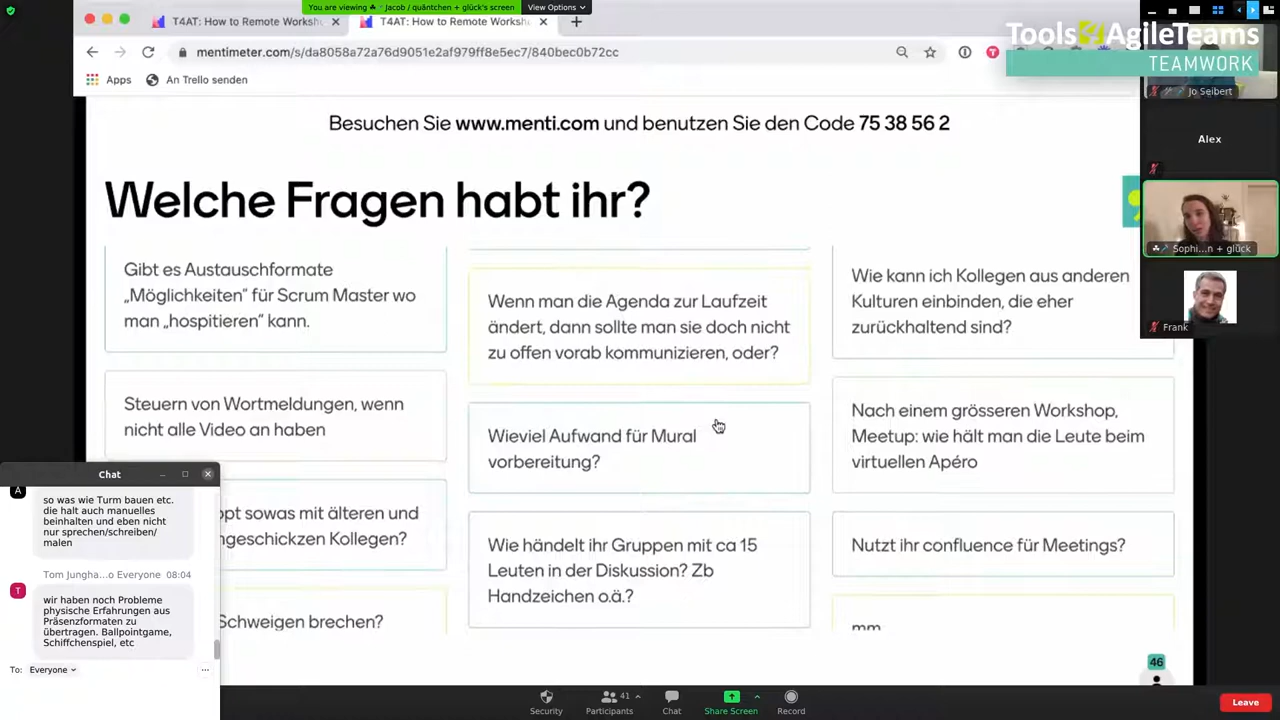 You are viewing
Jacob / quäntchen + glück's screen
View Options
T4AT: How to Remote Worksh
T4AT: How to Remote Worksh
mentimeter.com/s/da8058a72a76d9051e2af979ff8e5ec7/840bec0b72cc
Apps
An Trello senden
Tools4AgileTeams
TEAMWORK
Jo Seibert
Alex
Sophi...n + glück
Frank
Besuchen Sie www.menti.com und benutzen Sie den Code 75 38 56 2
Welche Fragen habt ihr?
Gibt es Austauschformate
„Möglichkeiten“ für Scrum Master wo
man „hospitieren“ kann.
Steuern von Wortmeldungen, wenn
nicht alle Video an haben
ppt sowas mit älteren und
ngeschickzen Kollegen?
Schweigen brechen?
Wenn man die Agenda zur Laufzeit
ändert, dann sollte man sie doch nicht
zu offen vorab kommunizieren, oder?
Wieviel Aufwand für Mural
vorbereitung?
Wie händelt ihr Gruppen mit ca 15
Leuten in der Diskussion? Zb
Handzeichen o.ä.?
Wie kann ich Kollegen aus anderen
Kulturen einbinden, die eher
zurückhaltend sind?
Nach einem grösseren Workshop,
Meetup: wie hält man die Leute beim
virtuellen Apéro
Nutzt ihr confluence für Meetings?
mm
46
Chat
A
so was wie Turm bauen etc.
die halt auch manuelles
beinhalten und eben nicht
nur sprechen/schreiben/
malen
Tom Jungha...o Everyone 08:04
T
wir haben noch Probleme
physische Erfahrungen aus
Präsenzformaten zu
übertragen. Ballpointgame,
Schiffchenspiel, etc
To: Everyone
Security
Participants
41
Chat
Share Screen
Record
Leave